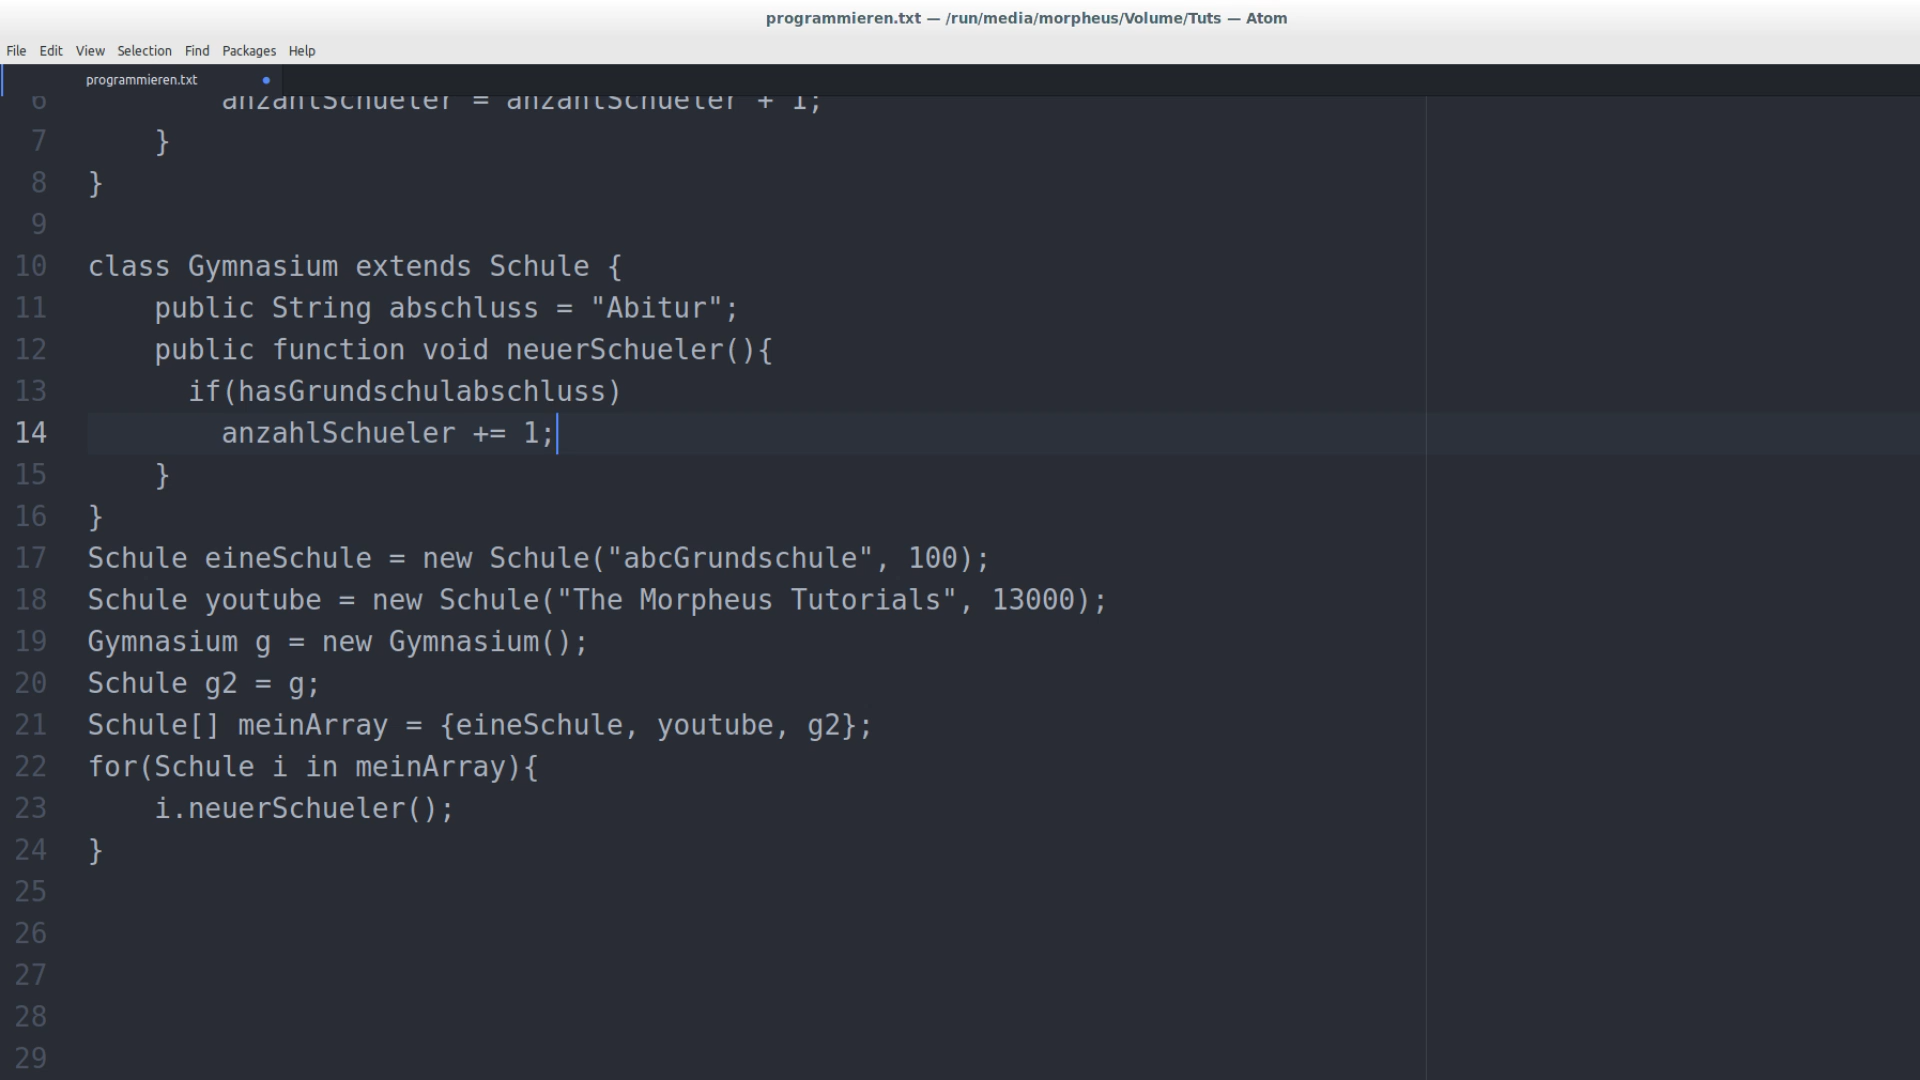 programmieren.txt — /run/media/morpheus/Volume/Tuts — Atom
File Edit View Selection Find Packages Help
programmieren.txt
6 anzahlSchueler = anzahlSchueler + 1;
7 }
8 }
9
10 class Gymnasium extends Schule {
11 public String abschluss = "Abitur";
12 public function void neuerSchueler(){
13 if(hasGrundschulabschluss)
14 anzahlSchueler += 1;
15 }
16 }
17 Schule eineSchule = new Schule("abcGrundschule", 100);
18 Schule youtube = new Schule("The Morpheus Tutorials", 13000);
19 Gymnasium g = new Gymnasium();
20 Schule g2 = g;
21 Schule[] meinArray = {eineSchule, youtube, g2};
22 for(Schule i in meinArray){
23 i.neuerSchueler();
24 }
25
26
27
28
29